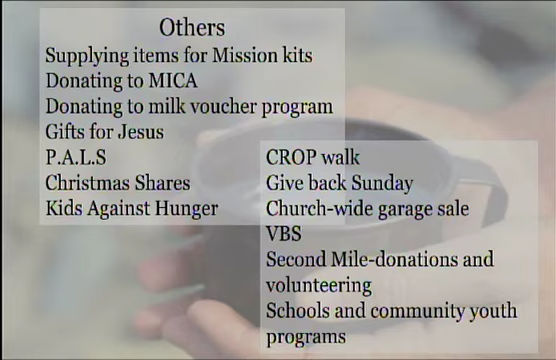 Others
Supplying items for Mission kits
Donating to MICA
Donating to milk voucher program
Gifts for Jesus
P.A.L.S
Christmas Shares
Kids Against Hunger
CROP walk
Give back Sunday
Church-wide garage sale
VBS
Second Mile-donations and
volunteering
Schools and community youth
programs